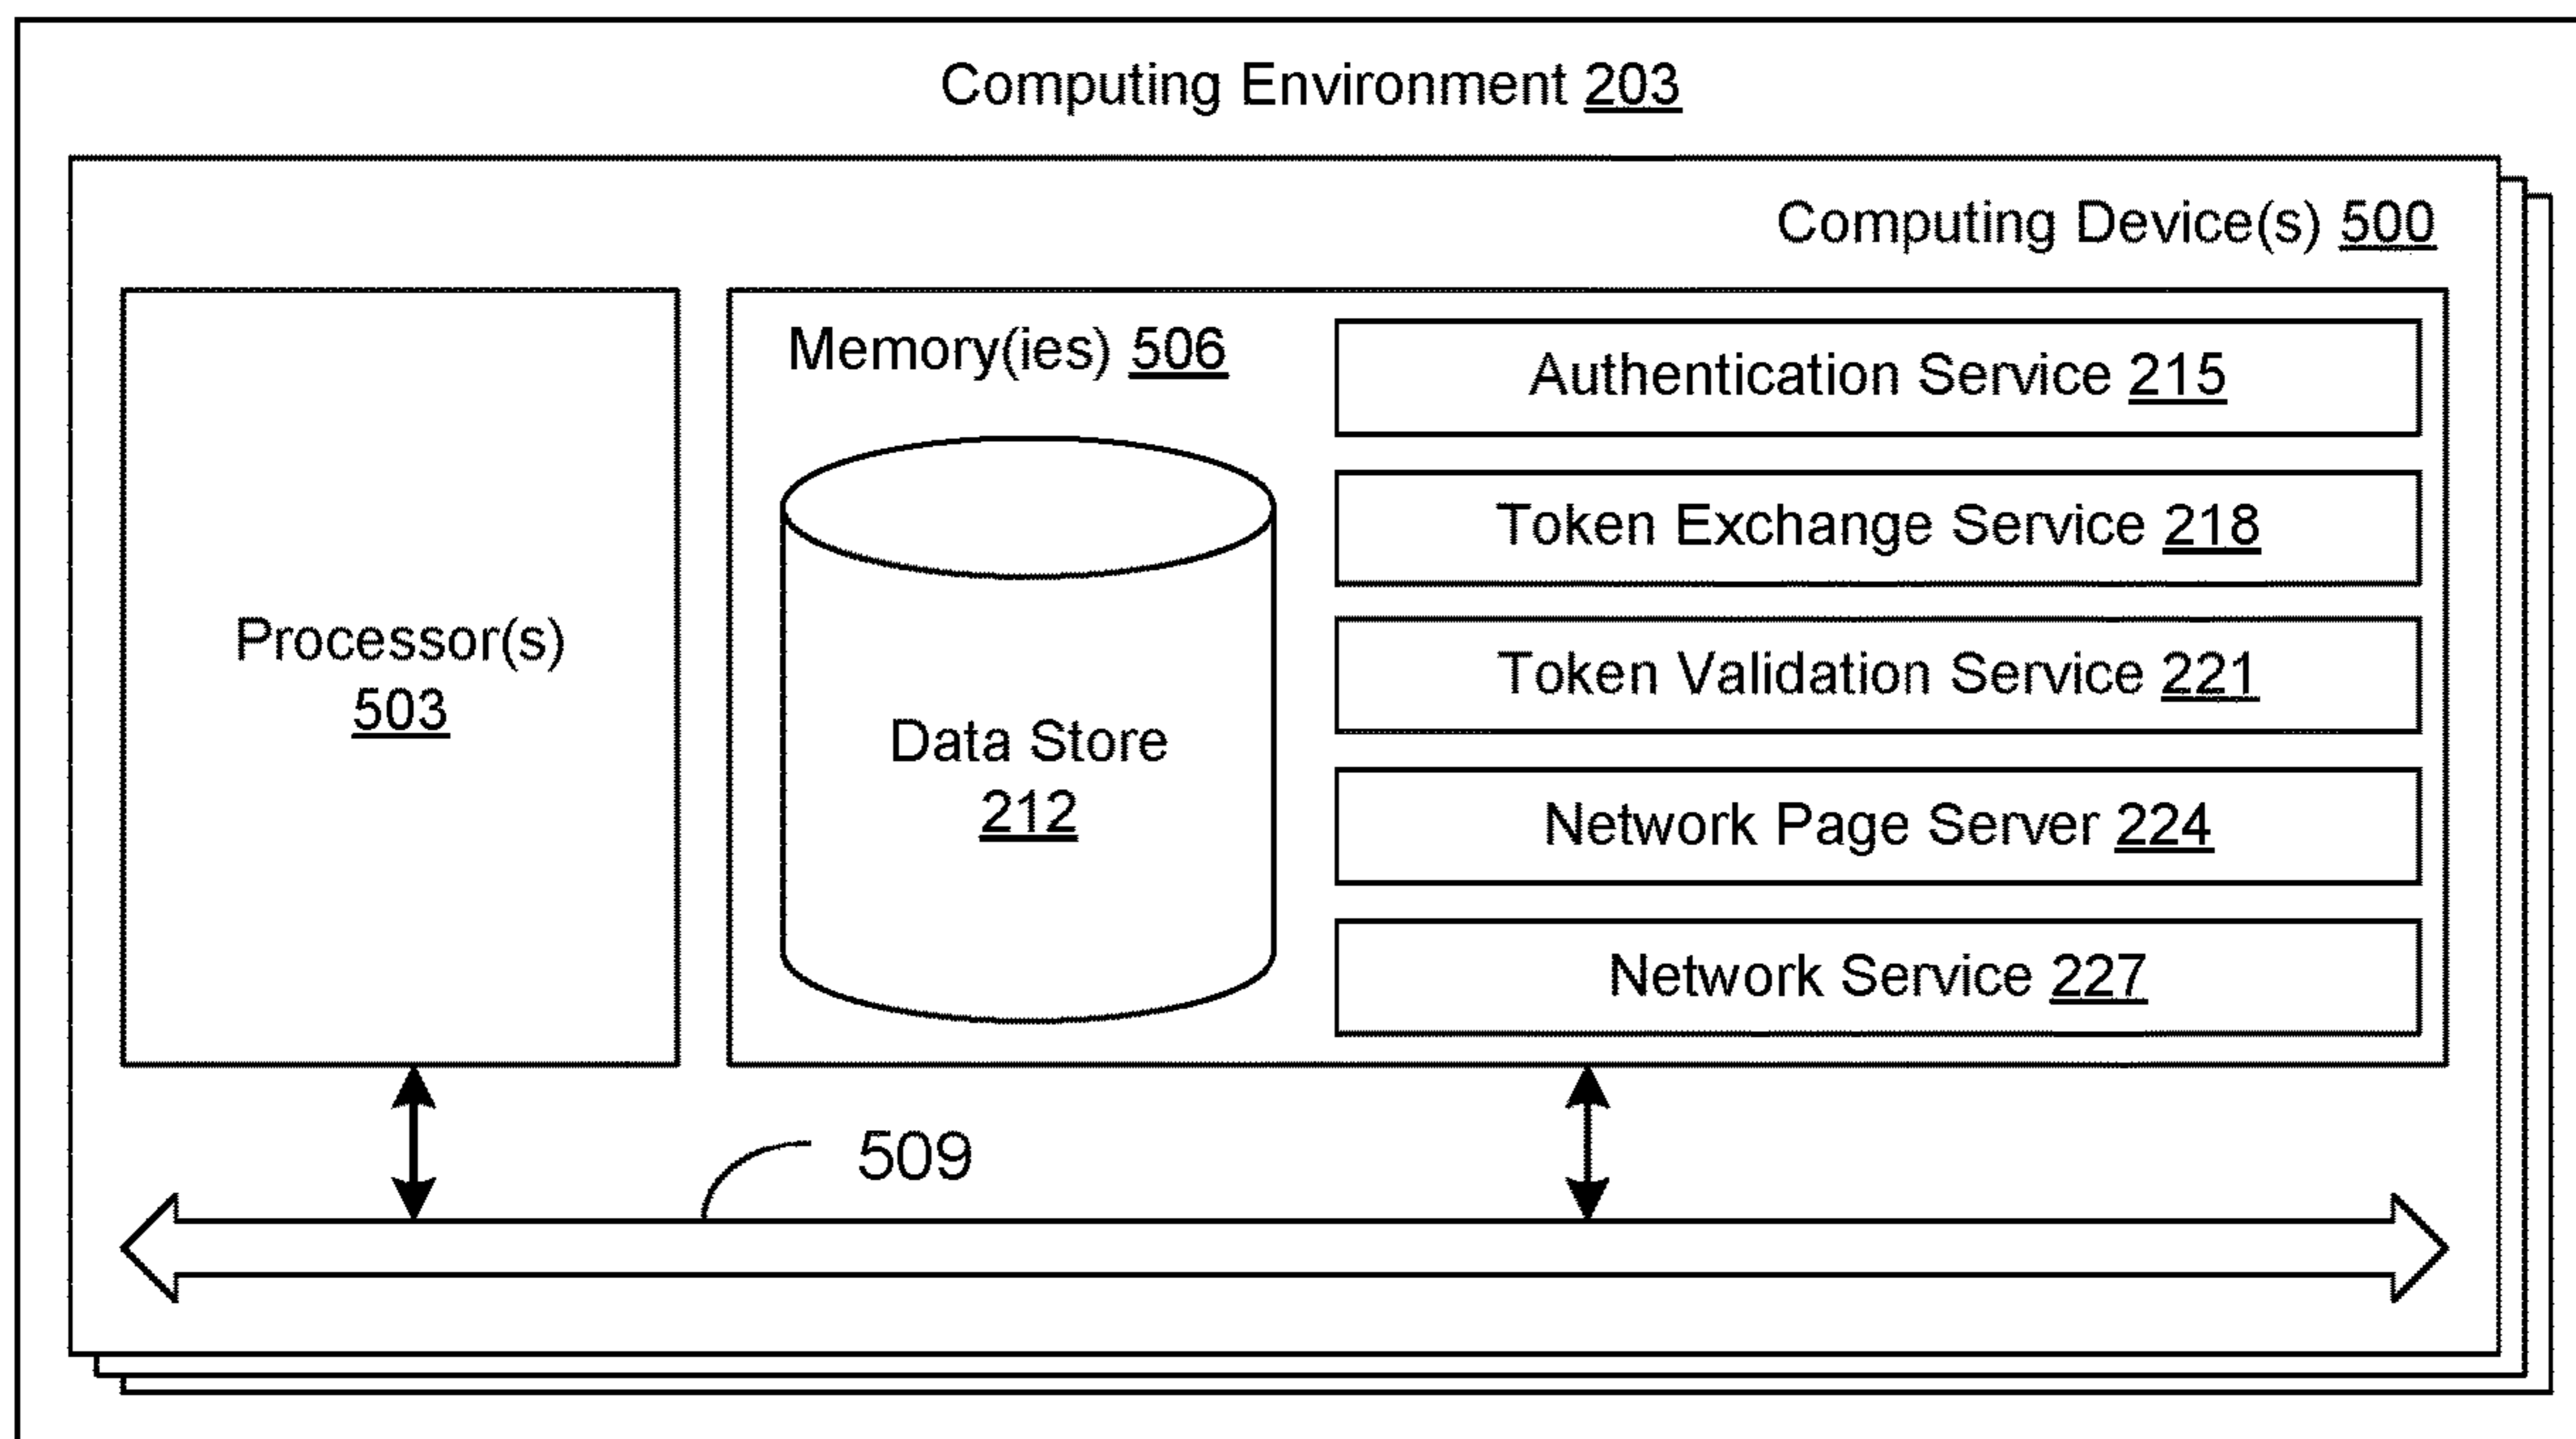 Computing Environment 203
Computing Device(s) 500
Processor(s)
503
Memory(ies) 506
Data Store
212
Authentication Service 215
Token Exchange Service 218
Token Validation Service 221
Network Page Server 224
Network Service 227
509